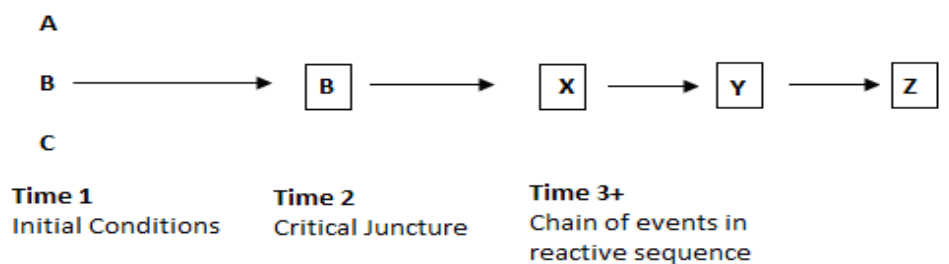 A
B
B
X
Y
Z
C
Time 1
Initial Conditions
Time 2
Critical Juncture
Time 3+
Chain of events in
reactive sequence